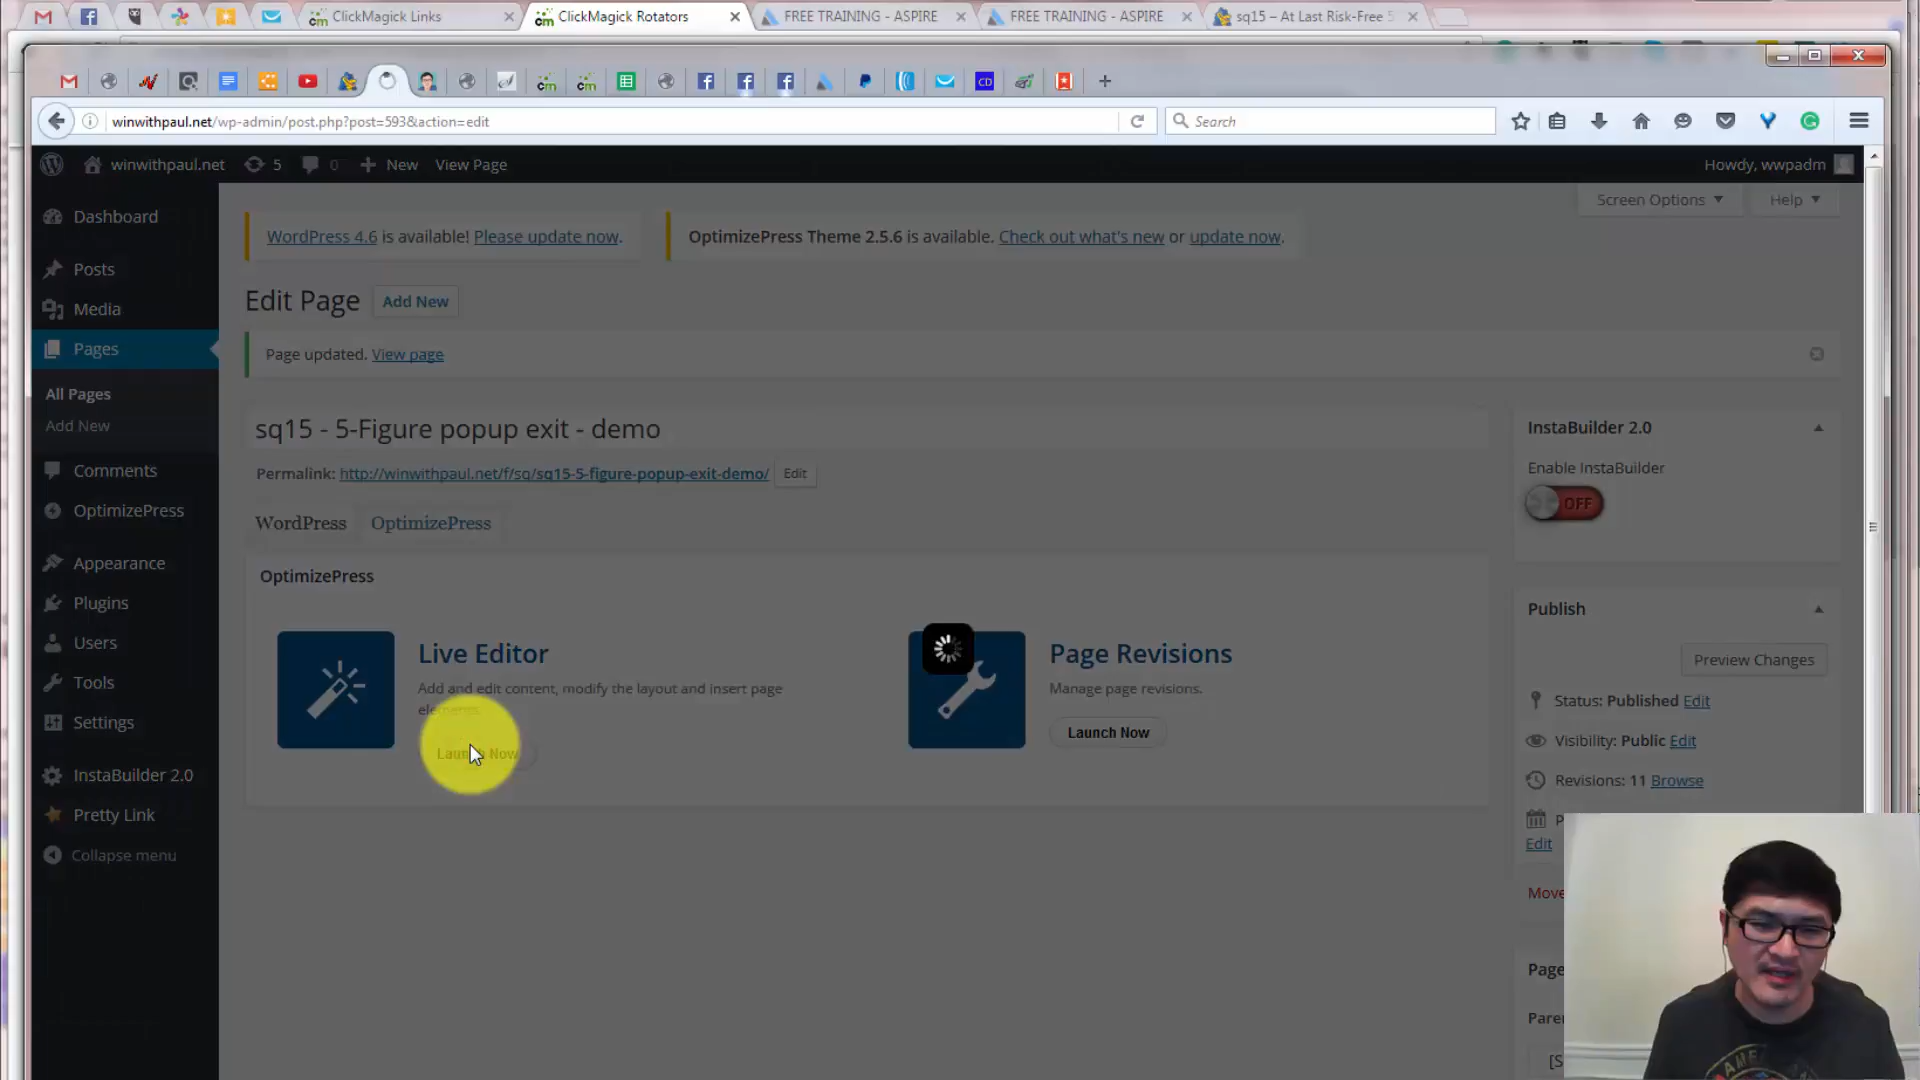 ClickMagick Links
ClickMagick Rotators
FREE TRAINING - ASPIRE
FREE TRAINING - ASPIRE
sq15 – At Last Risk-Free
winwithpaul.net/wp-admin/post.php?post=593&action=edit
Search
winwithpaul.net
5
0
New
View Page
Howdy, wwpadm
Screen Options
Help
Dashboard
Posts
Media
Pages
All Pages
Add New
Comments
OptimizePress
Appearance
Plugins
Users
Tools
Settings
InstaBuilder 2.0
Pretty Link
Collapse menu
WordPress 4.6 is available! Please update now.
OptimizePress Theme 2.5.6 is available. Check out what's new or update now.
Edit Page
Add New
Page updated. View page
sq15 - 5-Figure popup exit - demo
Permalink: http://winwithpaul.net/f/sq/sq15-5-figure-popup-exit-demo/
Edit
WordPress
OptimizePress
OptimizePress
Live Editor
Add and edit content, modify the layout and insert page
elements.
Launch Now
Page Revisions
Manage page revisions.
Launch Now
InstaBuilder 2.0
Enable InstaBuilder
OFF
Publish
Preview Changes
Status: Published Edit
Visibility: Public Edit
Revisions: 11 Browse
Edit
Move
Page
Paren
[S
CD